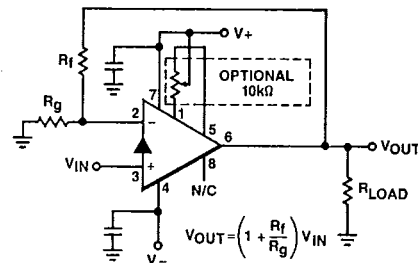 V+
Rf
OPTIONAL
10kΩ
7
1
Rg
2
−
5
6
VOUT
VIN
+
3
8
4
N/C
RLOAD
VOUT=(1 + Rf/Rg) VIN
V−